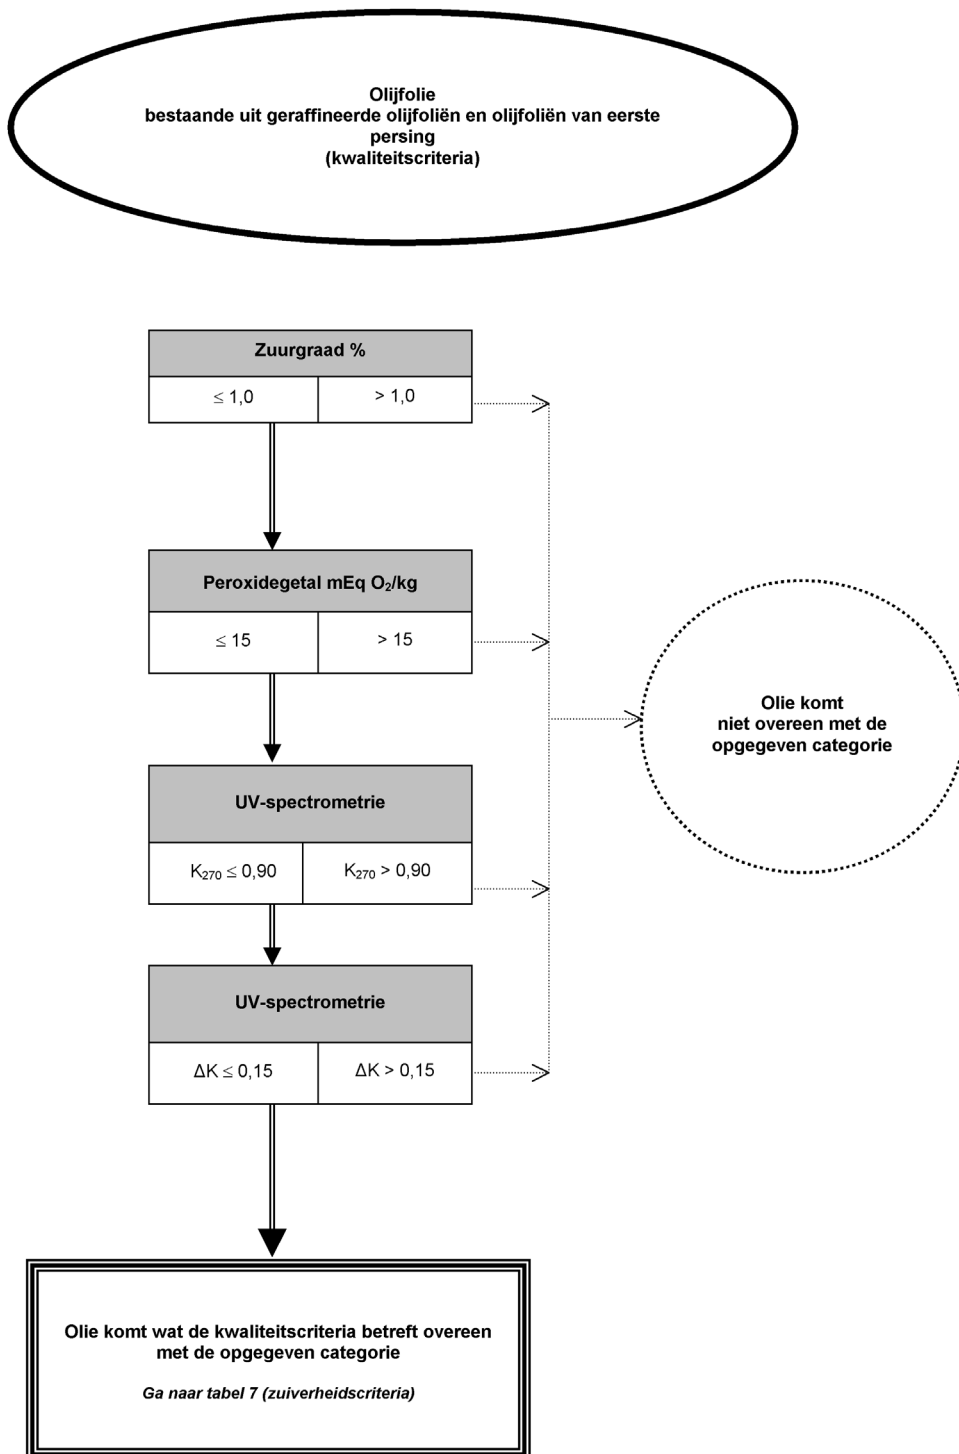 Olijfolie
bestaande uit geraffineerde olijfoliën en olijfoliën van eerste
persing
(kwaliteitscriteria)
Zuurgraad %
≤ 1,0 > 1,0
Peroxidegetal mEq O₂/kg
≤ 15 > 15
Olie komt
niet overeen met de
opgegeven categorie
UV-spectrometrie
K₂₇₀ ≤ 0,90 K₂₇₀ > 0,90
UV-spectrometrie
ΔK ≤ 0,15 ΔK > 0,15
Olie komt wat de kwaliteitscriteria betreft overeen
met de opgegeven categorie
Ga naar tabel 7 (zuiverheidscriteria)